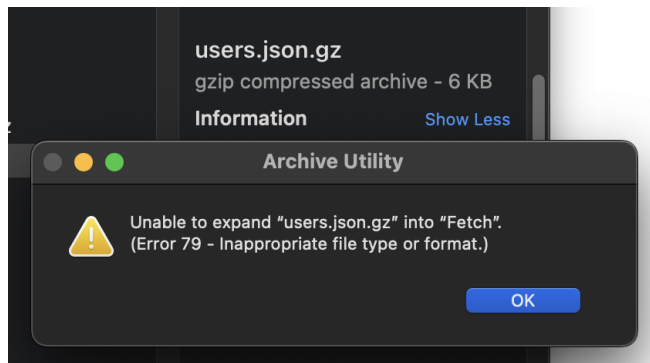 users.json.gz
gzip compressed archive - 6 KB
Information
Show Less
Archive Utility
Unable to expand “users.json.gz” into “Fetch”.
(Error 79 - Inappropriate file type or format.)
OK